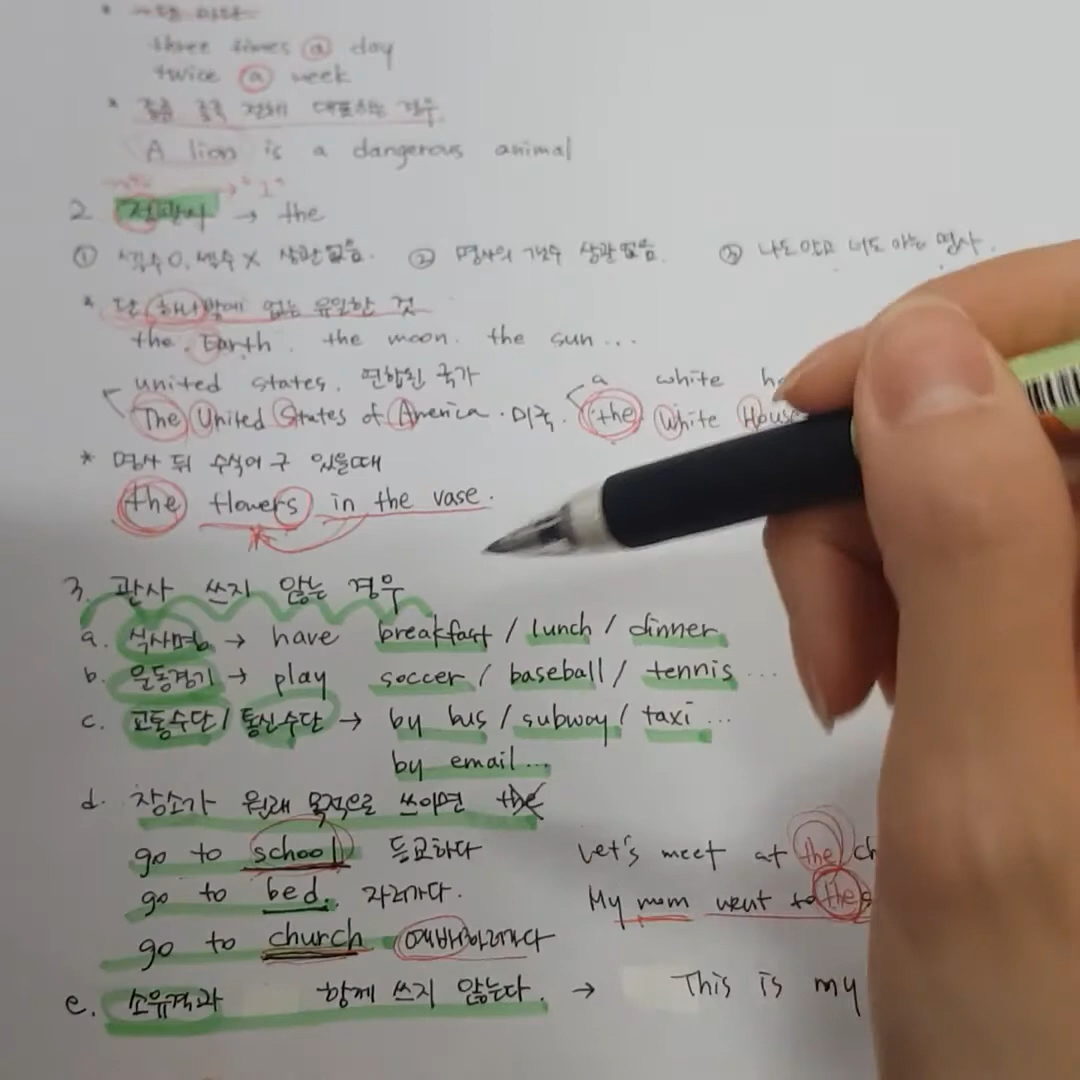 three times a day
twice a week
* 종류 종족 전체 대표하는 경우.
A lion is a dangerous animal
2. 정관사 → the
① 셀수 O, 셀수 X 상관없음. ② 명사의 개수 상관없음. ③ 나도 알고 너도 아는 명사.
* 단 하나밖에 없는 유일한 것
the Earth. the moon. the sun...
united states. 연합된 국가 a white
The United States of America. 미국. the White House
* 명사 뒤 수식어구 있을때
the flowers in the vase.
3. 관사 쓰지 않는 경우
a. 식사명 → have breakfast / lunch / dinner
b. 운동경기 → play soccer / baseball / tennis ...
c. 교통수단 / 통신수단 → by bus / subway / taxi ...
by email...
d. 장소가 원래 목적으로 쓰이면 the
go to school 등교하다 Let's meet at the ch
go to bed. 자러가다. My mom went to the s
go to church 예배하러가다
e. 소유격과 함께 쓰지 않는다. → This is my